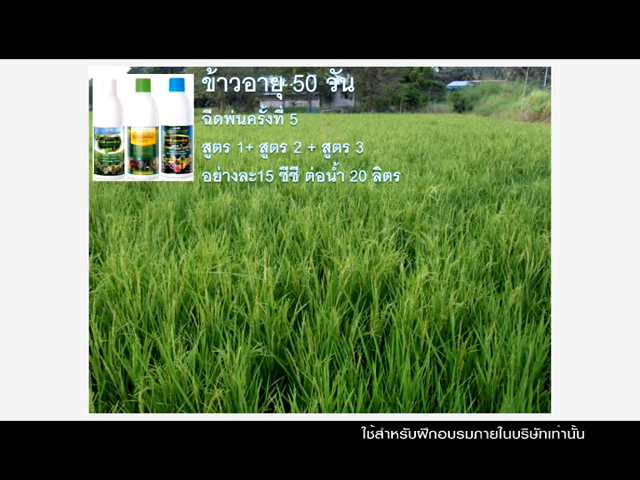 ข้าวอายุ 50 วัน
ฉีดพ่นครั้งที่ 5
สูตร 1+ สูตร 2 + สูตร 3
อย่างละ15 ซีซี ต่อน้ำ 20 ลิตร
ใช้สำหรับฝึกอบรมภายในบริษัทเท่านั้น